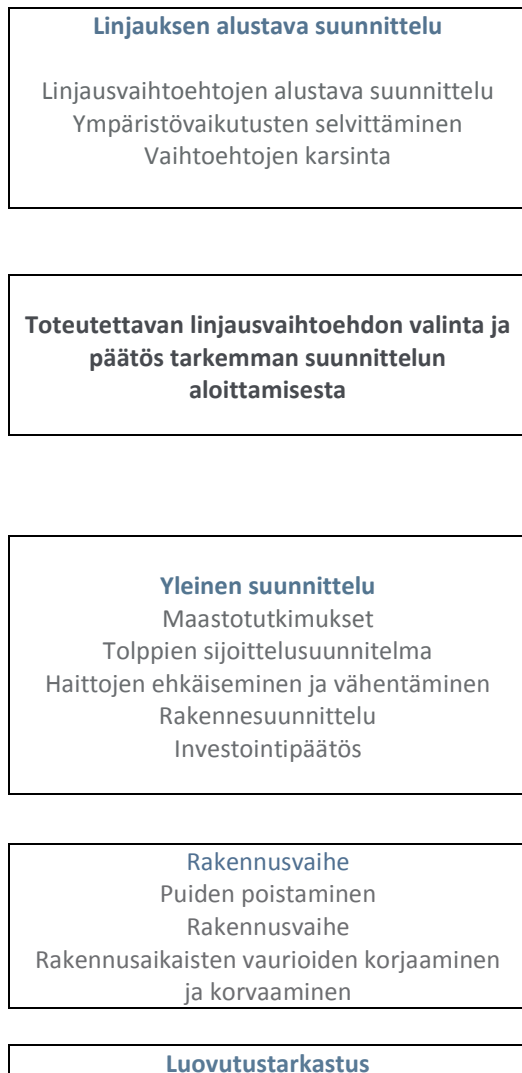 Linjauksen alustava suunnittelu
Linjausvaihtoehtojen alustava suunnittelu
Ympäristövaikutusten selvittäminen
Vaihtoehtojen karsinta
Toteutettavan linjausvaihtoehdon valinta ja
päätös tarkemman suunnittelun
aloittamisesta
Yleinen suunnittelu
Maastotutkimukset
Tolppien sijoittelusuunnitelma
Haittojen ehkäiseminen ja vähentäminen
Rakennesuunnittelu
Investointipäätös
Rakennusvaihe
Puiden poistaminen
Rakennusvaihe
Rakennusaikaisten vaurioiden korjaaminen
ja korvaaminen
Luovutustarkastus